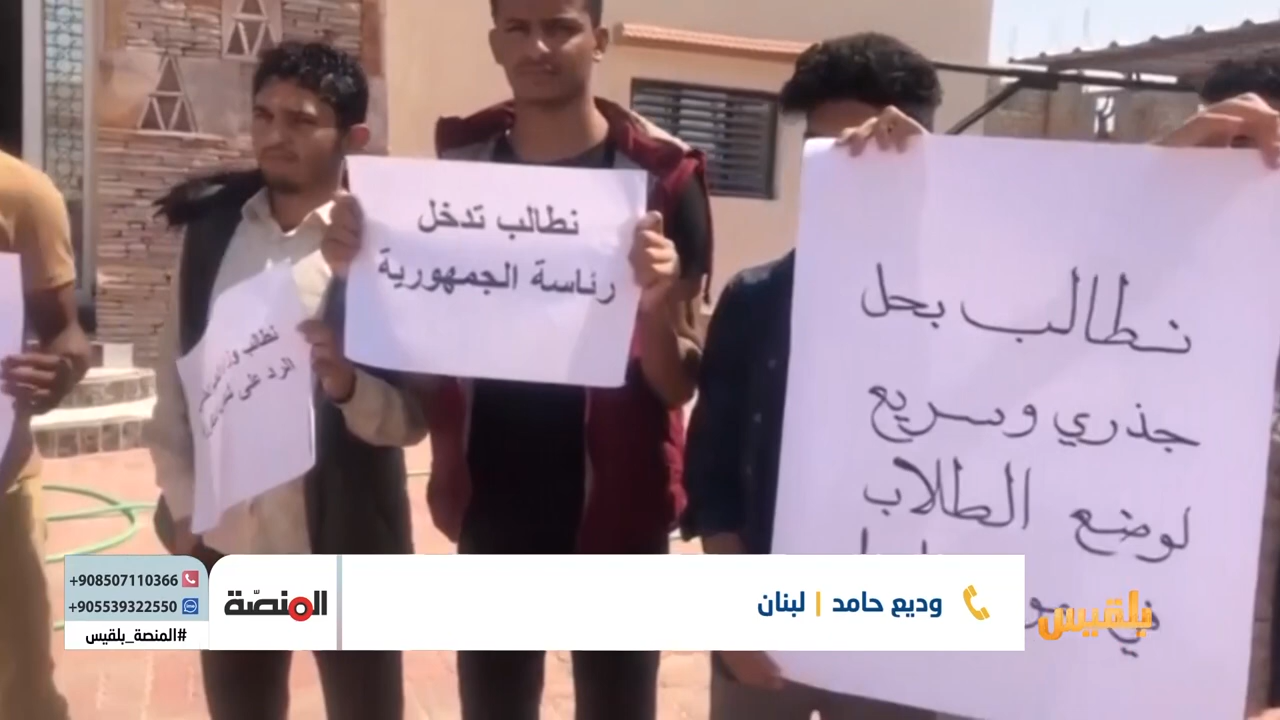 نطالب تدخل
رئاسة الجمهورية
نطالب بحل
جذري وسريع
لوضع الطلاب
نطالب
الرد على
+908507110366
+905539322550
#المنصة_بلقيس
المنصّة
وديع حامد | لبنان
بلقيس